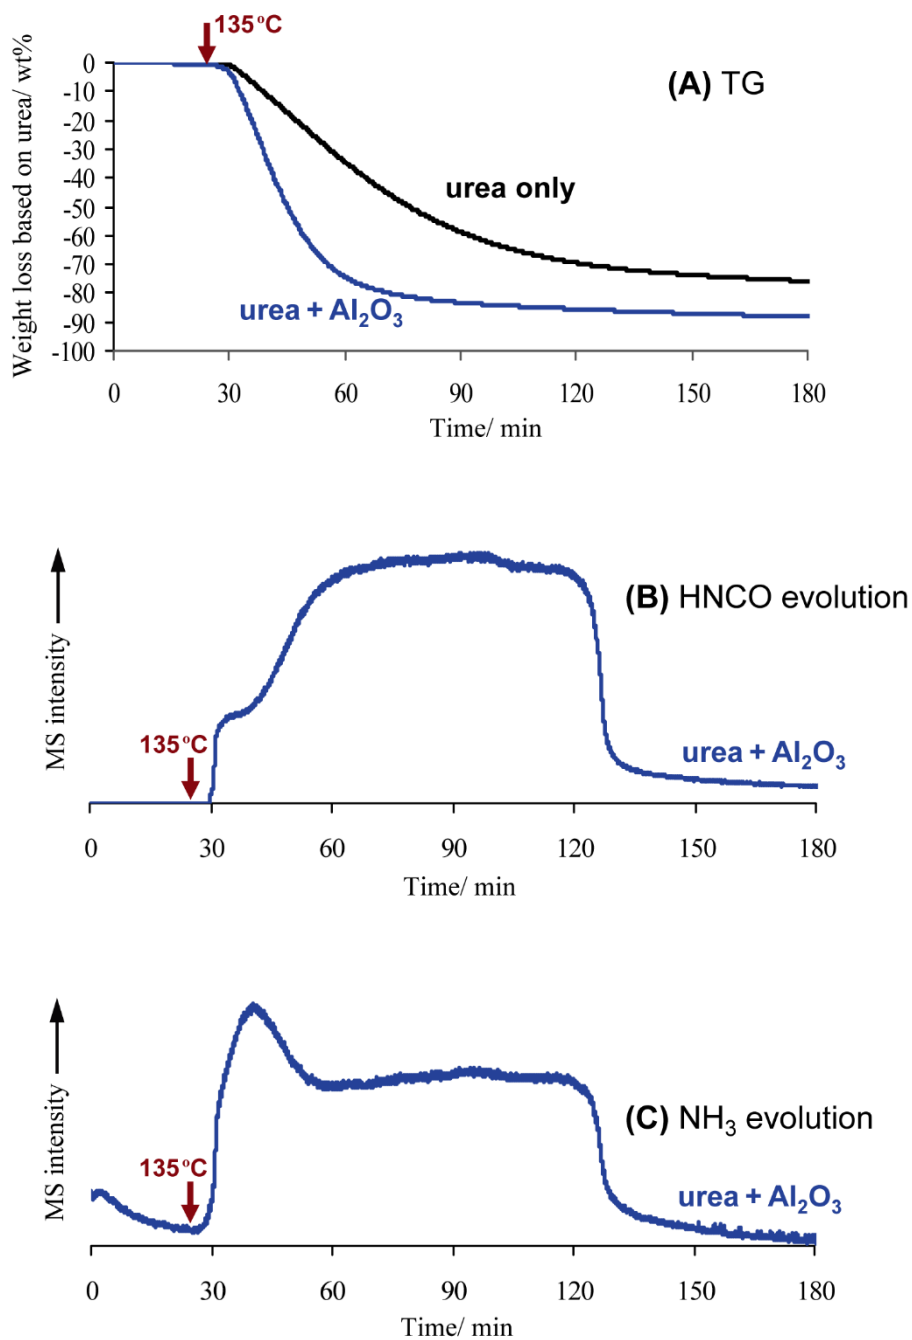 135°C
(A) TG
Weight loss based on urea/ wt%
0
-10
-20
-30
-40
-50
-60
-70
-80
-90
-100
urea only
urea + Al₂O₃
0 30 60 90 120 150 180
Time/ min
MS intensity
(B) HNCO evolution
135°C
urea + Al₂O₃
0 30 60 90 120 150 180
Time/ min
MS intensity
(C) NH₃ evolution
135°C
urea + Al₂O₃
0 30 60 90 120 150 180
Time/ min